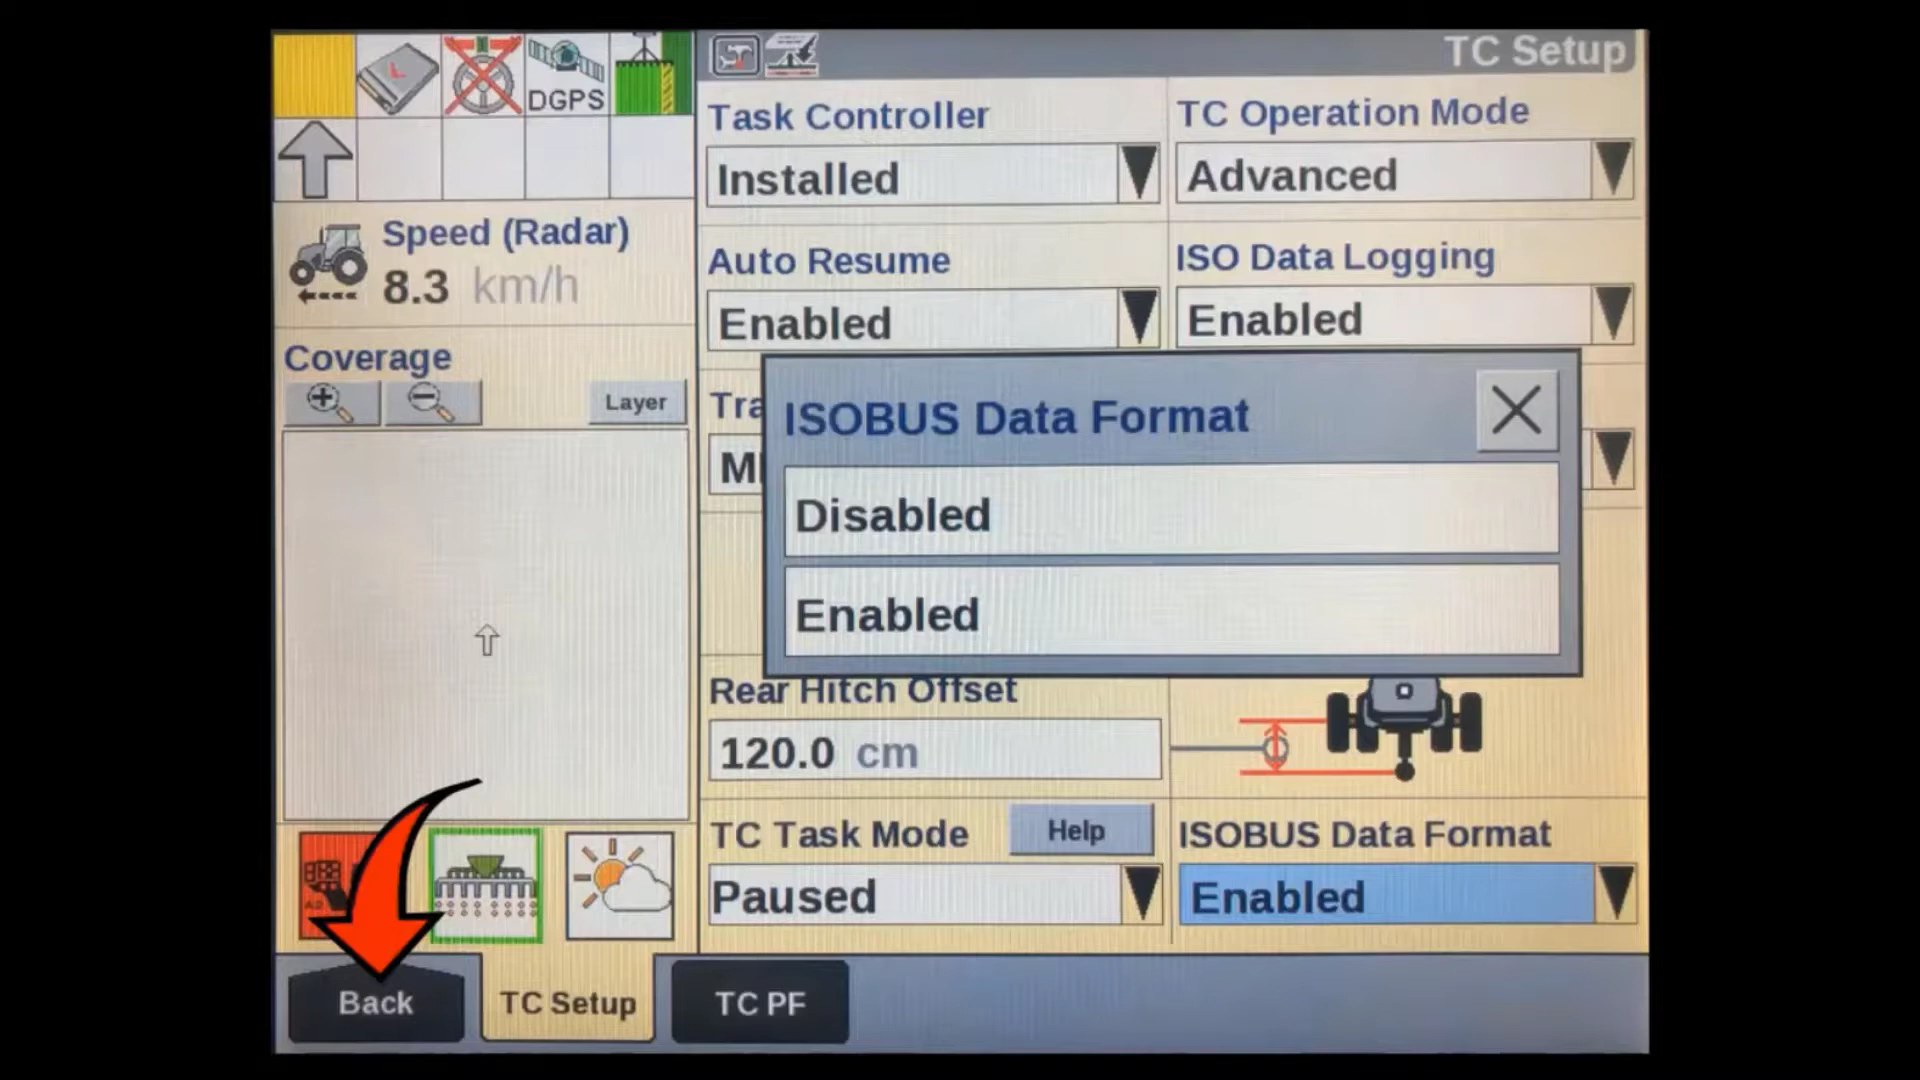 TC Setup
DGPS
Task Controller
TC Operation Mode
Installed
Advanced
Speed (Radar)
8.3 km/h
Auto Resume
ISO Data Logging
Enabled
Enabled
Coverage
Layer
Tra
ISOBUS Data Format
Disabled
Enabled
Rear Hitch Offset
120.0 cm
TC Task Mode
Help
ISOBUS Data Format
Paused
Enabled
Back
TC Setup
TC PF